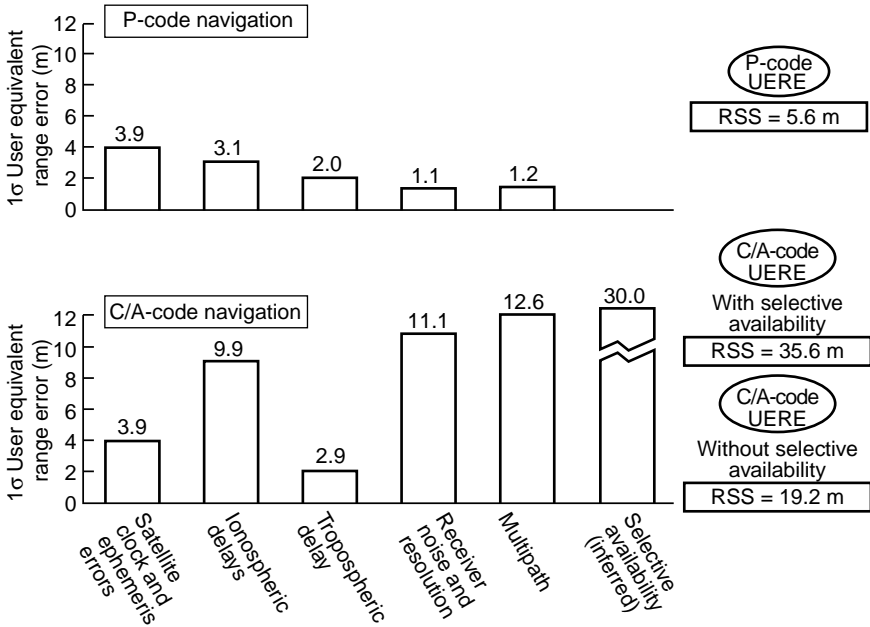 P-code navigation
1σ User equivalent
range error (m)
12
10
8
6
4
2
0
3.9
3.1
2.0
1.1
1.2
P-code
UERE
RSS = 5.6 m
C/A-code navigation
1σ User equivalent
range error (m)
12
10
8
6
4
2
0
3.9
9.9
2.9
11.1
12.6
30.0
Satellite
clock and
ephemeris
errors
Ionospheric
delays
Tropospheric
delay
Receiver
noise and
resolution
Multipath
Selective
availability
(inferred)
C/A-code
UERE
With selective
availability
RSS = 35.6 m
C/A-code
UERE
Without selective
availability
RSS = 19.2 m